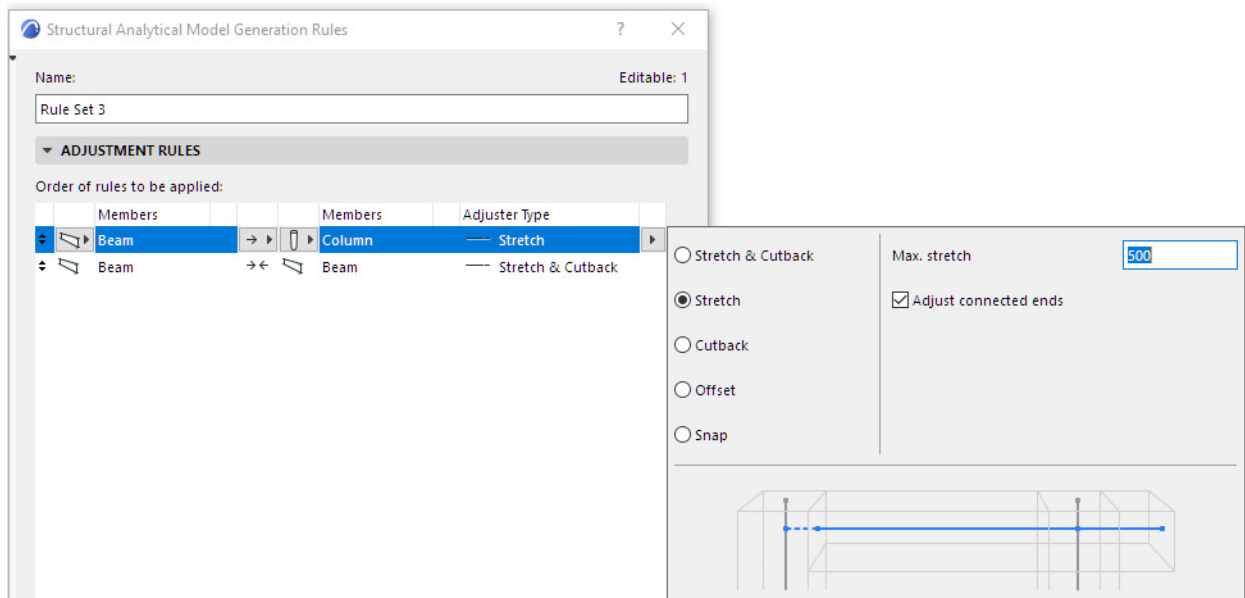 Structural Analytical Model Generation Rules ?
Name: Editable: 1
Rule Set 3
ADJUSTMENT RULES
Order of rules to be applied:
Members Members Adjuster Type
Beam Column Stretch
Beam Beam Stretch & Cutback
Stretch & Cutback Max. stretch 500
Stretch Adjust connected ends
Cutback
Offset
Snap